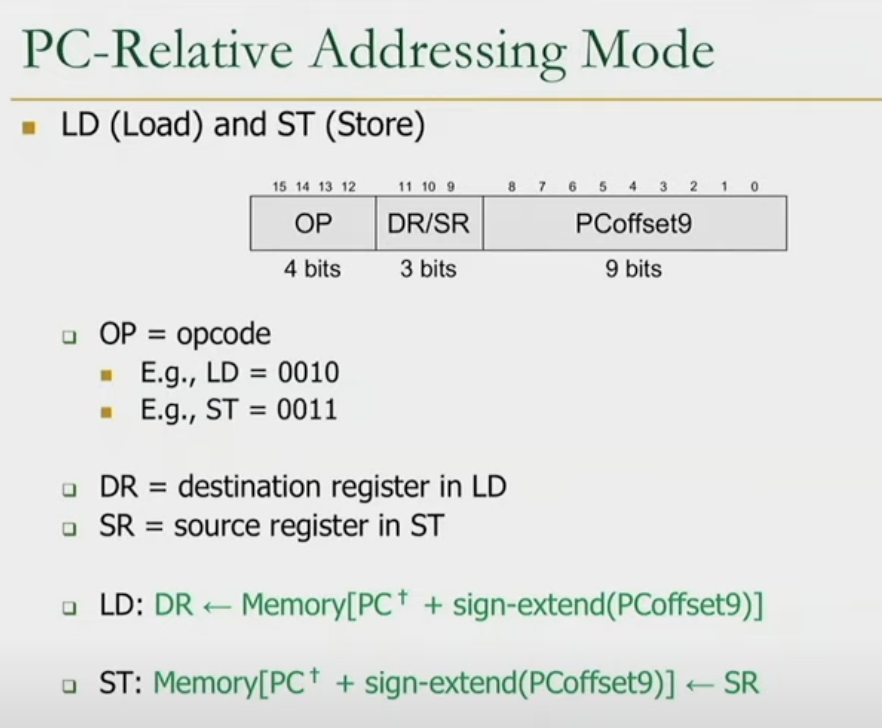 PC-Relative Addressing Mode
LD (Load) and ST (Store)
15 14 13 12 11 10 9 8 7 6 5 4 3 2 1 0
OP DR/SR PCoffset9
4 bits 3 bits 9 bits
OP = opcode
E.g., LD = 0010
E.g., ST = 0011
DR = destination register in LD
SR = source register in ST
LD: DR ← Memory[PC† + sign-extend(PCoffset9)]
ST: Memory[PC† + sign-extend(PCoffset9)] ← SR